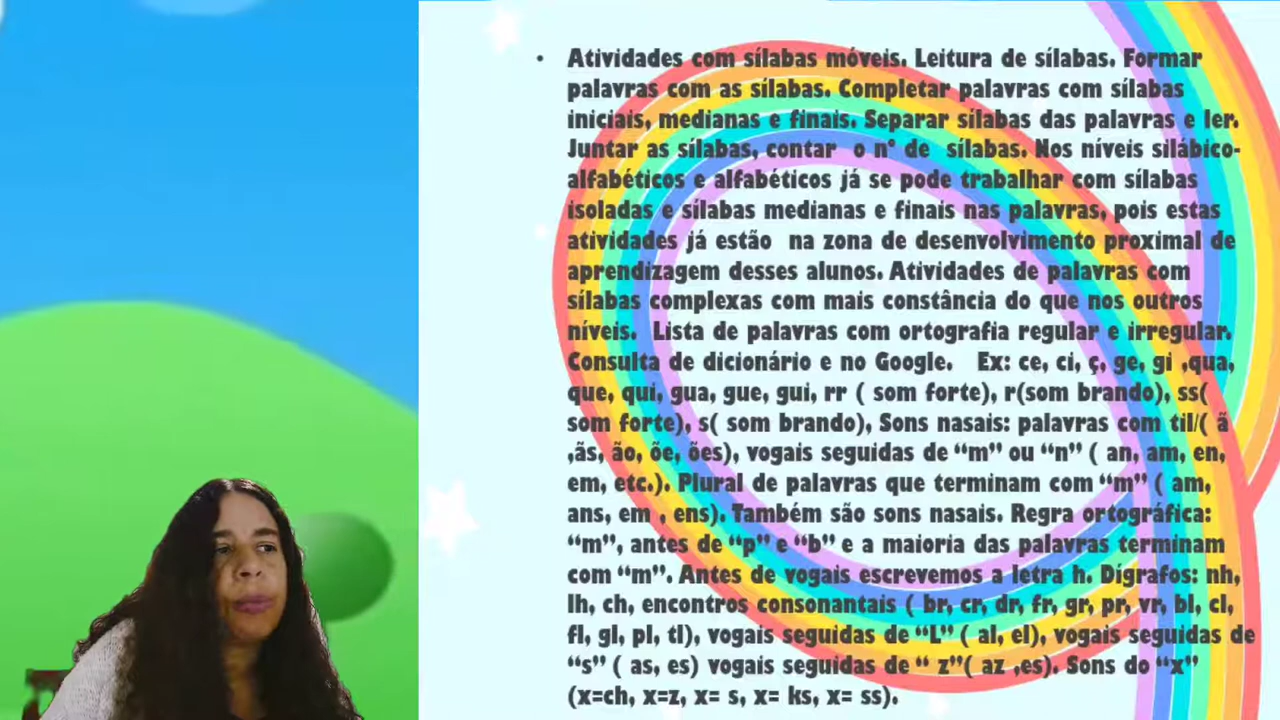 • Atividades com sílabas móveis. Leitura de sílabas. Formar
palavras com as sílabas. Completar palavras com sílabas
iniciais, medianas e finais. Separar sílabas das palavras e ler.
Juntar as sílabas, contar o n° de sílabas. Nos níveis silábico-
alfabéticos e alfabéticos já se pode trabalhar com sílabas
isoladas e sílabas medianas e finais nas palavras, pois estas
atividades já estão na zona de desenvolvimento proximal de
aprendizagem desses alunos. Atividades de palavras com
sílabas complexas com mais constância do que nos outros
níveis. Lista de palavras com ortografia regular e irregular.
Consulta de dicionário e no Google. Ex: ce, ci, ç, ge, gi ,qua,
que, qui, gua, gue, gui, rr ( som forte), r(som brando), ss(
som forte), s( som brando), Sons nasais: palavras com til/( ã
,ãs, ão, õe, ões), vogais seguidas de “m” ou “n” ( an, am, en,
em, etc.). Plural de palavras que terminam com “m” ( am,
ans, em , ens). Também são sons nasais. Regra ortográfica:
“m”, antes de “p” e “b” e a maioria das palavras terminam
com “m”. Antes de vogais escrevemos a letra h. Dígrafos: nh,
lh, ch, encontros consonantais ( br, cr, dr, fr, gr, pr, vr, bl, cl,
fl, gl, pl, tl), vogais seguidas de “L” ( al, el), vogais seguidas de
“s” ( as, es) vogais seguidas de “ z”( az ,es). Sons do “x”
(x=ch, x=z, x= s, x= ks, x= ss).